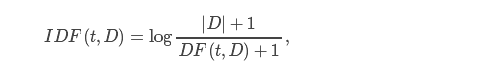 IDF(t, D) = log (|D| + 1) / (DF(t, D) + 1),